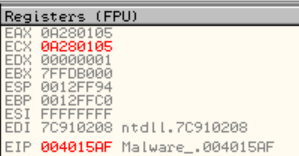 Registers (FPU)
EAX 0A280105
ECX 0A280105
EDX 00000001
EBX 7FFDB000
ESP 0012FF94
EBP 0012FFC0
ESI FFFFFFFF
EDI 7C910208 ntdll.7C910208
EIP 004015AF Malware_.004015AF